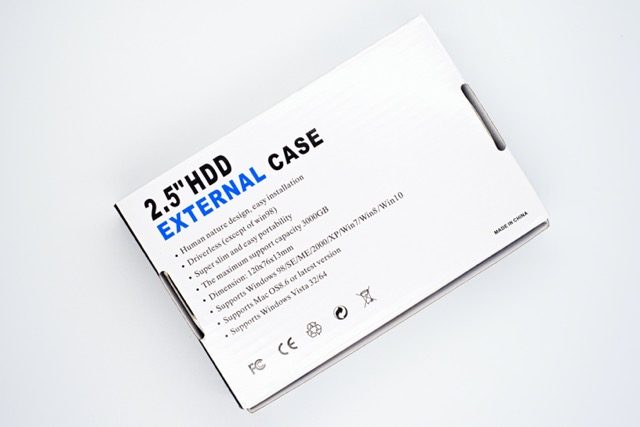 2.5"HDD
EXTERNAL CASE
• Human nature design, easy installation
• Driverless (except of win98)
• Super slim and easy portability
• The maximum support capacity 3000GB
• Dimension: 120x76x13mm
• Supports Windows 98/SE/ME/2000/XP/Win7/Win8/Win10
• Supports Mac OS8.6 or latest version
• Supports Windows Vista 32/64
FC CE
MADE IN CHINA